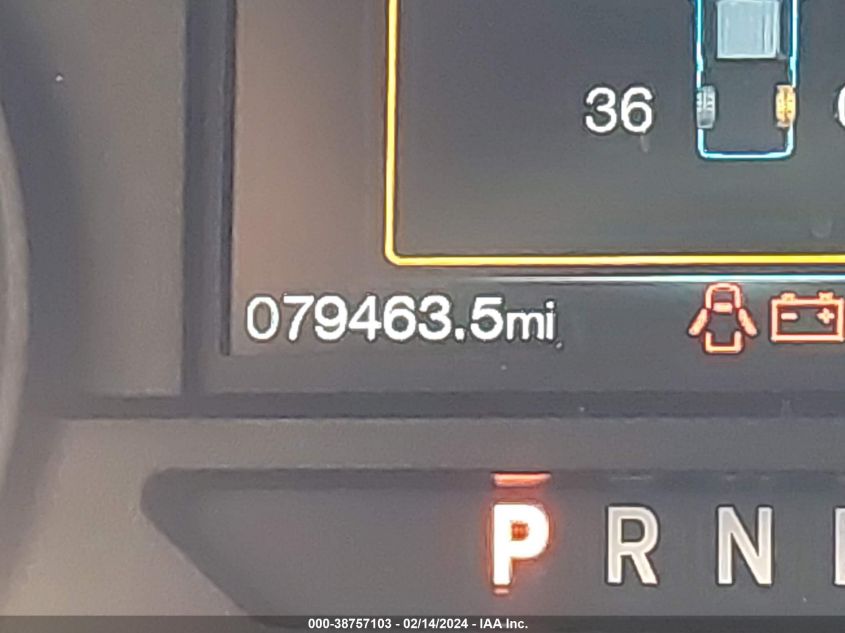 36
079463.5mi
P R N
000-38757103 - 02/14/2024 - IAA Inc.